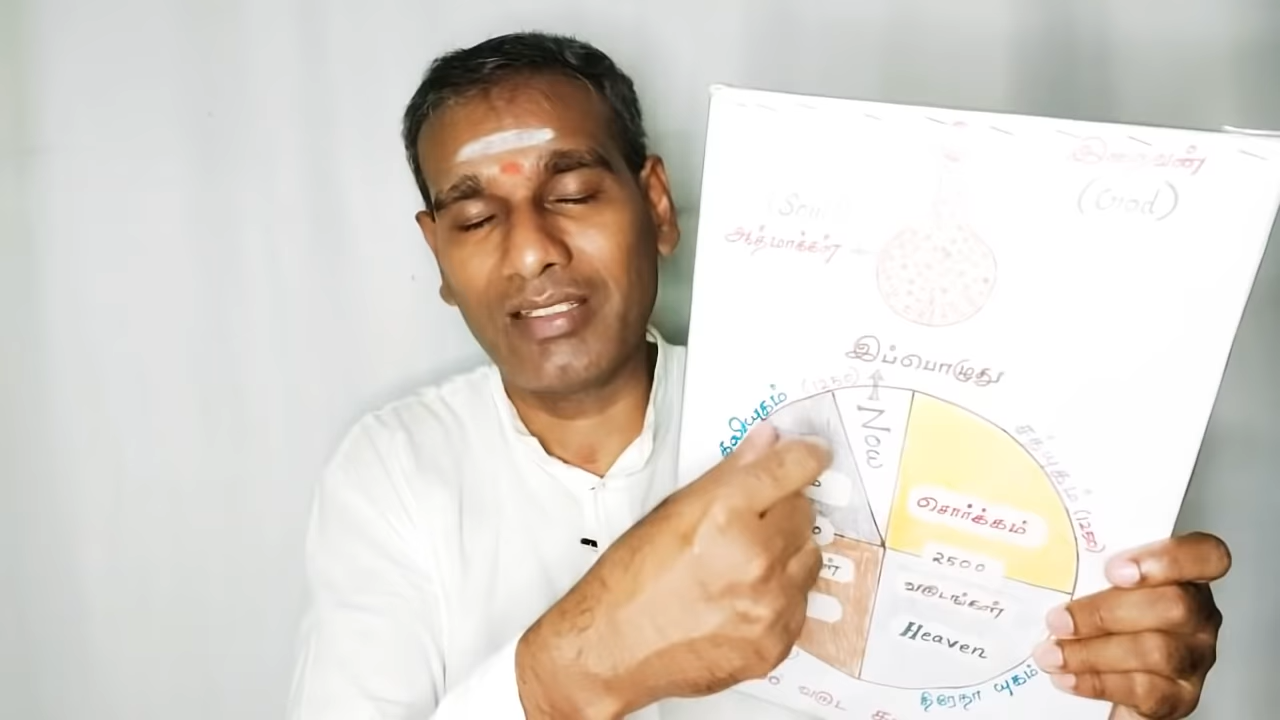 இறைவன்
(God)
(Soul)
ஆத்மாக்கள்
இப்பொழுது
கலியுகம் (1250)
Now
சத்யுகம் (1250)
சொர்க்கம்
2500
வருடங்கள்
Heaven
திரேதா யுகம்